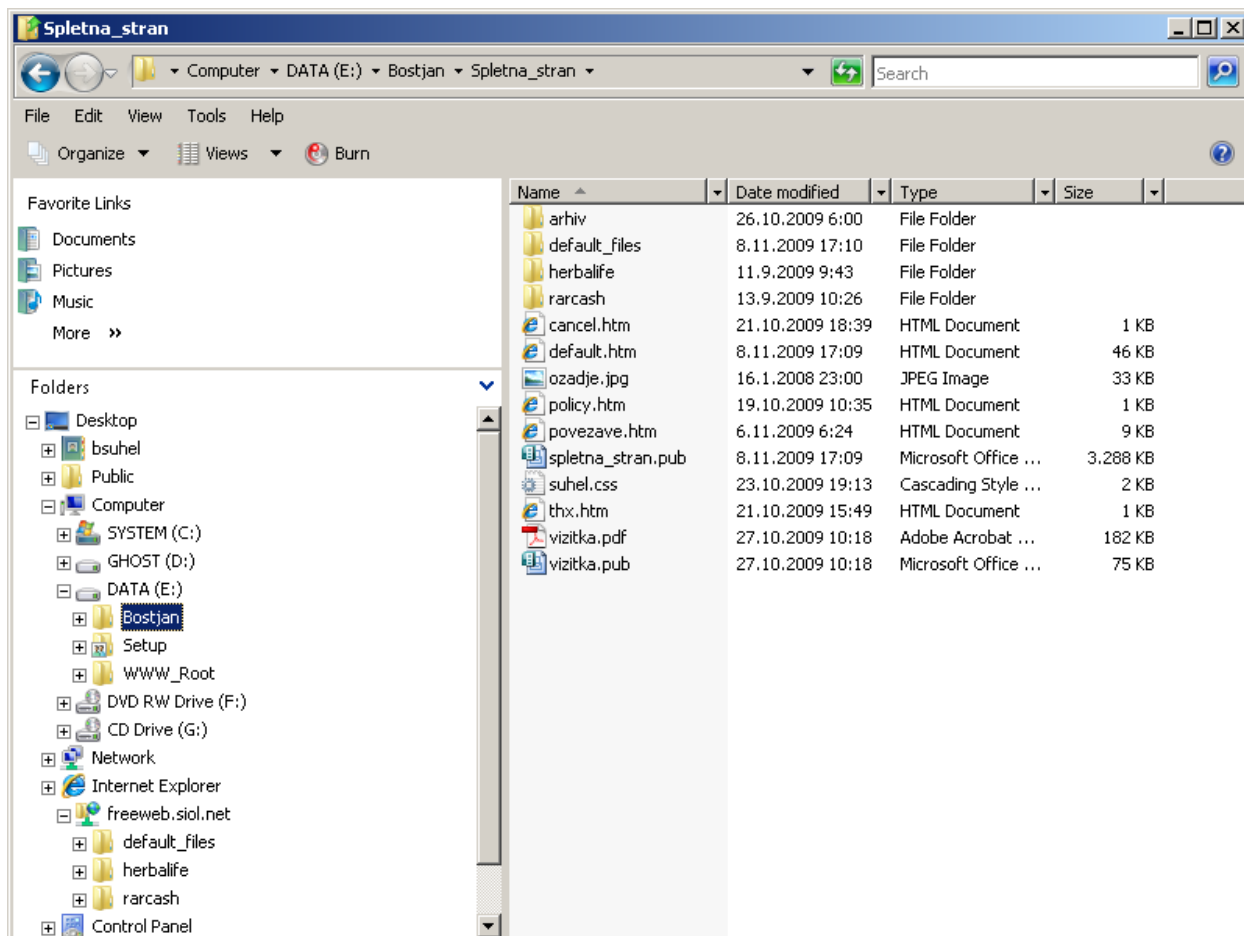 Spletna_stran
Computer DATA (E:) Bostjan Spletna_stran Search
File Edit View Tools Help
Organize Views Burn
Favorite Links
Documents
Pictures
Music
More »
Folders
Desktop
bsuhel
Public
Computer
SYSTEM (C:)
GHOST (D:)
DATA (E:)
Bostjan
Setup
WWW_Root
DVD RW Drive (F:)
CD Drive (G:)
Network
Internet Explorer
freeweb.siol.net
default_files
herbalife
rarcash
Control Panel
Name Date modified Type Size
arhiv 26.10.2009 6:00 File Folder
default_files 8.11.2009 17:10 File Folder
herbalife 11.9.2009 9:43 File Folder
rarcash 13.9.2009 10:26 File Folder
cancel.htm 21.10.2009 18:39 HTML Document 1 KB
default.htm 8.11.2009 17:09 HTML Document 46 KB
ozadje.jpg 16.1.2008 23:00 JPEG Image 33 KB
policy.htm 19.10.2009 10:35 HTML Document 1 KB
povezave.htm 6.11.2009 6:24 HTML Document 9 KB
spletna_stran.pub 8.11.2009 17:09 Microsoft Office ... 3.288 KB
suhel.css 23.10.2009 19:13 Cascading Style ... 2 KB
thx.htm 21.10.2009 15:49 HTML Document 1 KB
vizitka.pdf 27.10.2009 10:18 Adobe Acrobat ... 182 KB
vizitka.pub 27.10.2009 10:18 Microsoft Office ... 75 KB